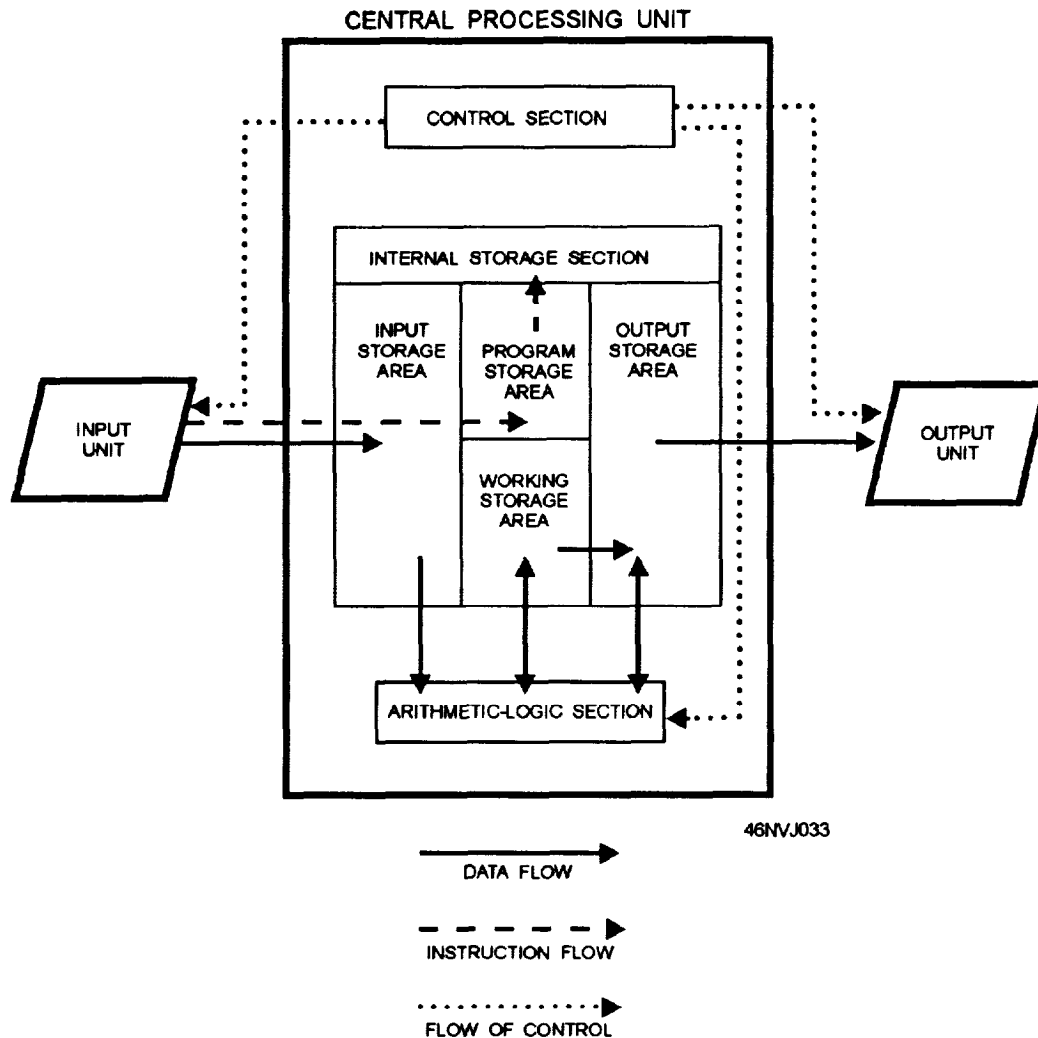 CENTRAL PROCESSING UNIT
CONTROL SECTION
INTERNAL STORAGE SECTION
INPUT
STORAGE
AREA
PROGRAM
STORAGE
AREA
OUTPUT
STORAGE
AREA
INPUT
UNIT
OUTPUT
UNIT
WORKING
STORAGE
AREA
ARITHMETIC-LOGIC SECTION
46NVJ033
DATA FLOW
INSTRUCTION FLOW
FLOW OF CONTROL